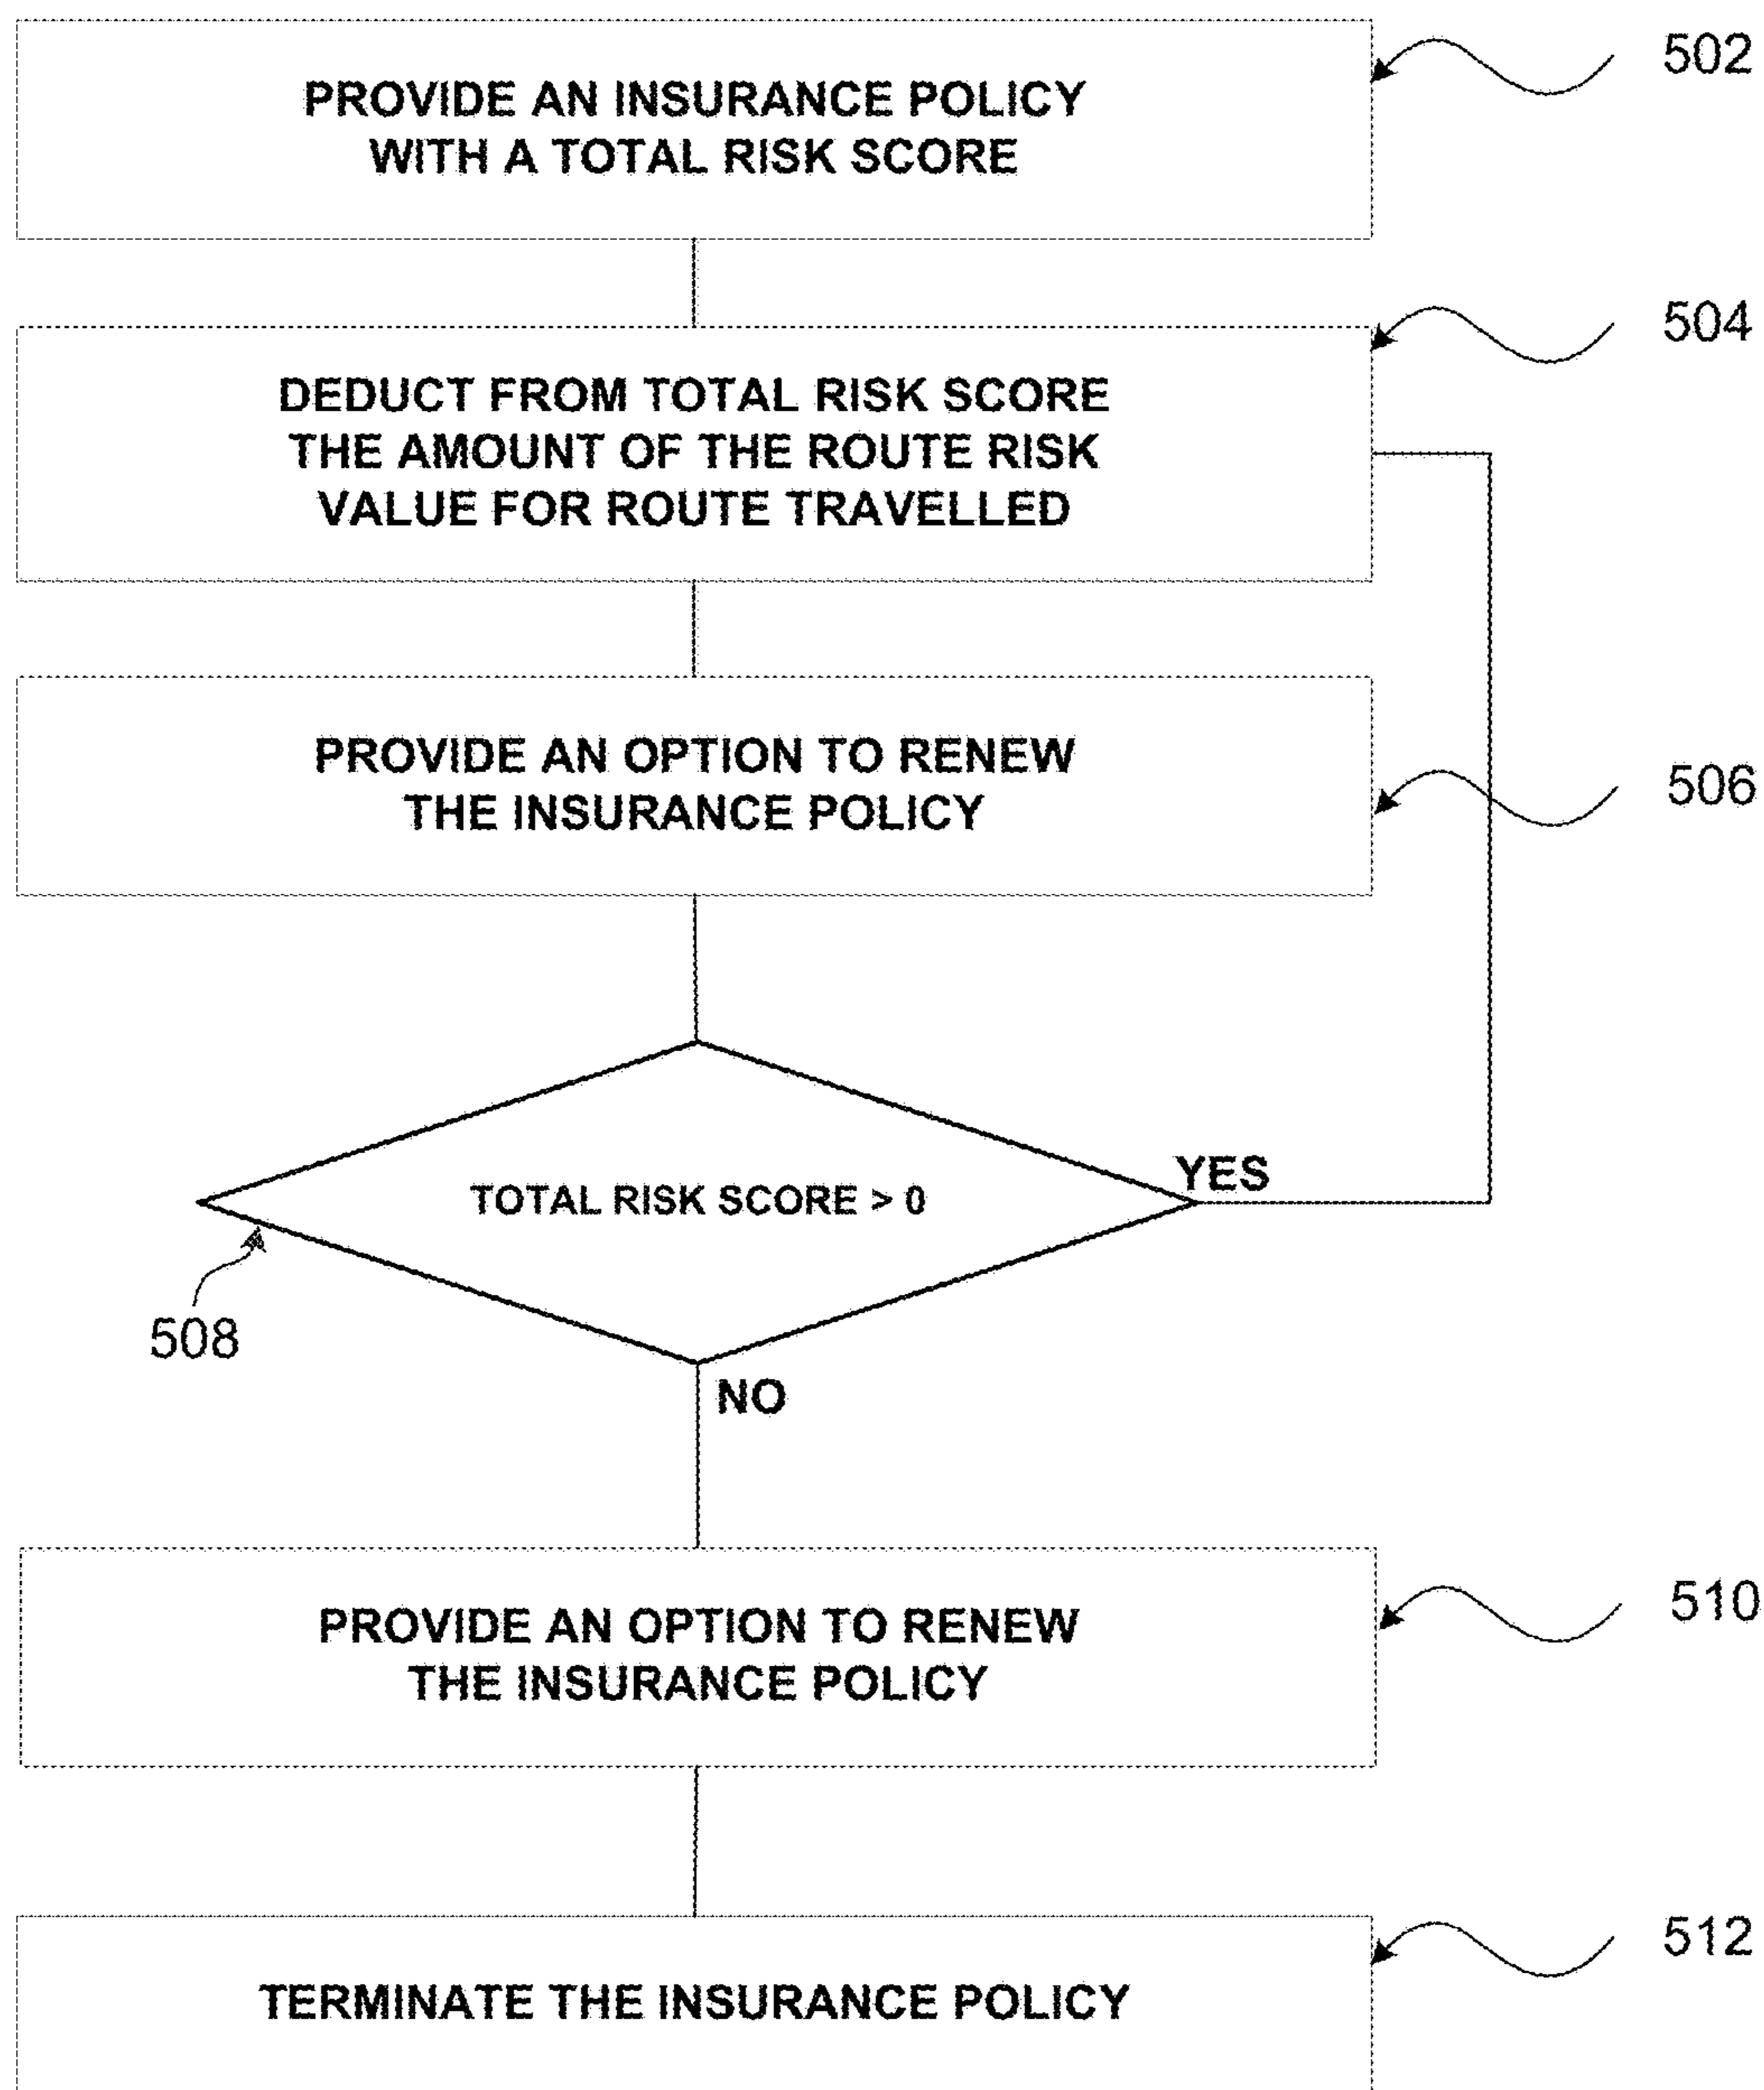 PROVIDE AN INSURANCE POLICY
WITH A TOTAL RISK SCORE
502
DEDUCT FROM TOTAL RISK SCORE
THE AMOUNT OF THE ROUTE RISK
VALUE FOR ROUTE TRAVELLED
504
PROVIDE AN OPTION TO RENEW
THE INSURANCE POLICY
506
TOTAL RISK SCORE > 0
YES
508
NO
PROVIDE AN OPTION TO RENEW
THE INSURANCE POLICY
510
TERMINATE THE INSURANCE POLICY
512